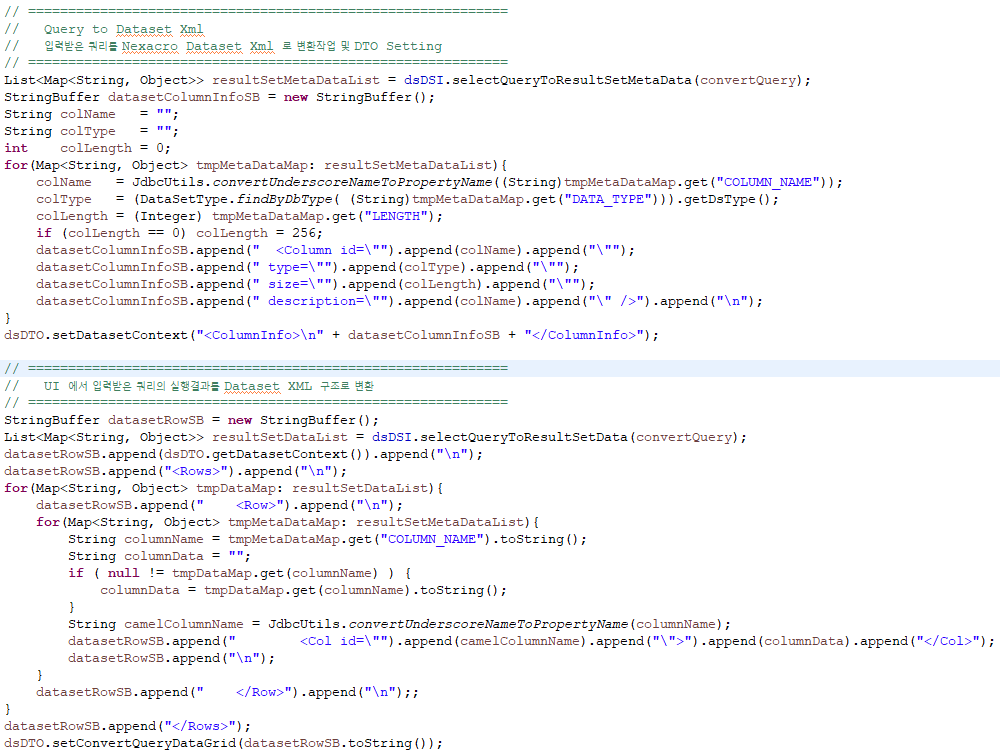 // ============================================================
//   Query to Dataset Xml
//   입력받은 쿼리를 Nexacro Dataset Xml 로 변환작업 및 DTO Setting
// ============================================================
List<Map<String, Object>> resultSetMetaDataList = dsDSI.selectQueryToResultSetMetaData(convertQuery);
StringBuffer datasetColumnInfoSB = new StringBuffer();
String colName   = "";
String colType   = "";
int    colLength = 0;
for(Map<String, Object> tmpMetaDataMap: resultSetMetaDataList){
    colName   = JdbcUtils.convertUnderscoreNameToPropertyName((String)tmpMetaDataMap.get("COLUMN_NAME"));
    colType   = (DataSetType.findByDbType( (String)tmpMetaDataMap.get("DATA_TYPE"))).getDsType();
    colLength = (Integer) tmpMetaDataMap.get("LENGTH");
    if (colLength == 0) colLength = 256;
    datasetColumnInfoSB.append("  <Column id=\"").append(colName).append("\"");
    datasetColumnInfoSB.append(" type=\"").append(colType).append("\"");
    datasetColumnInfoSB.append(" size=\"").append(colLength).append("\"");
    datasetColumnInfoSB.append(" description=\"").append(colName).append("\" />").append("\n");
}
dsDTO.setDatasetContext("<ColumnInfo>\n" + datasetColumnInfoSB + "</ColumnInfo>");

// ============================================================
//   UI 에서 입력받은 쿼리의 실행결과를 Dataset XML 구조로 변환
// ============================================================
StringBuffer datasetRowSB = new StringBuffer();
List<Map<String, Object>> resultSetDataList = dsDSI.selectQueryToResultSetData(convertQuery);
datasetRowSB.append(dsDTO.getDatasetContext()).append("\n");
datasetRowSB.append("<Rows>").append("\n");
for(Map<String, Object> tmpDataMap: resultSetDataList){
    datasetRowSB.append("    <Row>").append("\n");
    for(Map<String, Object> tmpMetaDataMap: resultSetMetaDataList){
        String columnName = tmpMetaDataMap.get("COLUMN_NAME").toString();
        String columnData = "";
        if ( null != tmpDataMap.get(columnName) ) {
            columnData = tmpDataMap.get(columnName).toString();
        }
        String camelColumnName = JdbcUtils.convertUnderscoreNameToPropertyName(columnName);
        datasetRowSB.append("        <Col id=\"").append(camelColumnName).append("\">").append(columnData).append("</Col>");
        datasetRowSB.append("\n");
    }
    datasetRowSB.append("    </Row>").append("\n");;
}
datasetRowSB.append("</Rows>");
dsDTO.setConvertQueryDataGrid(datasetRowSB.toString());